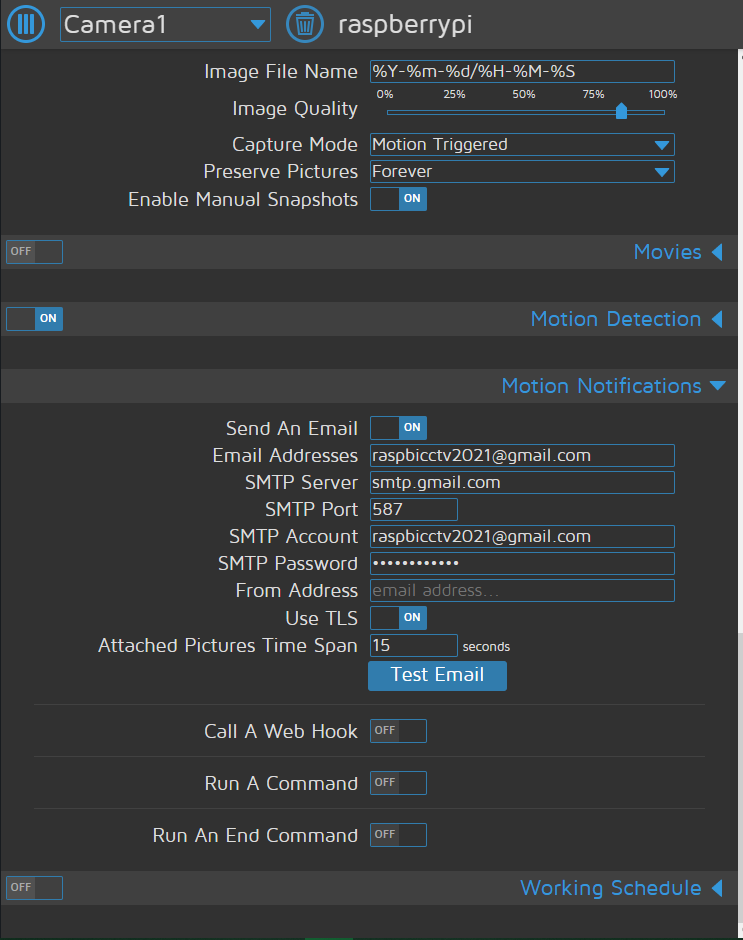 Camera1 raspberrypi
Image File Name %Y-%m-%d/%H-%M-%S
0% 25% 50% 75% 100%
Image Quality
Capture Mode Motion Triggered
Preserve Pictures Forever
Enable Manual Snapshots ON
OFF Movies
ON Motion Detection
Motion Notifications
Send An Email ON
Email Addresses raspbicctv2021@gmail.com
SMTP Server smtp.gmail.com
SMTP Port 587
SMTP Account raspbicctv2021@gmail.com
SMTP Password ••••••••••••
From Address email address...
Use TLS ON
Attached Pictures Time Span 15 seconds
Test Email
Call A Web Hook OFF
Run A Command OFF
Run An End Command OFF
OFF Working Schedule